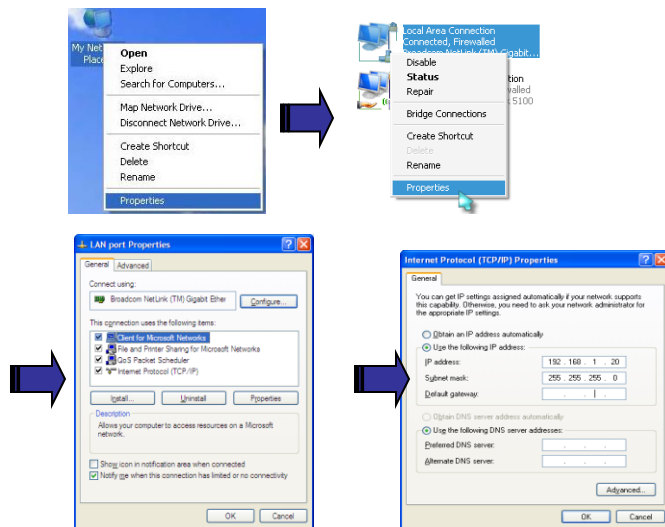 My Net
Place
Open
Explore
Search for Computers...
Map Network Drive...
Disconnect Network Drive...
Create Shortcut
Delete
Rename
Properties
Local Area Connection
Connected, Firewalled
Broadcom NetLink (TM) Gigabit...
Disable
Status
Repair
Bridge Connections
Create Shortcut
Delete
Rename
Properties
tion
walled
5100
LAN port Properties
General Advanced
Connect using:
Broadcom NetLink (TM) Gigabit Ether Configure...
This connection uses the following items:
Client for Microsoft Networks
File and Printer Sharing for Microsoft Networks
QoS Packet Scheduler
Internet Protocol (TCP/IP)
Install... Uninstall Properties
Description
Allows your computer to access resources on a Microsoft
network.
Show icon in notification area when connected
Notify me when this connection has limited or no connectivity
OK Cancel
Internet Protocol (TCP/IP) Properties
General
You can get IP settings assigned automatically if your network supports
this capability. Otherwise, you need to ask your network administrator for
the appropriate IP settings.
Obtain an IP address automatically
Use the following IP address:
IP address: 192 . 168 . 1 . 20
Subnet mask: 255 . 255 . 255 . 0
Default gateway: . . .
Obtain DNS server address automatically
Use the following DNS server addresses:
Preferred DNS server: . . .
Alternate DNS server: . . .
Advanced...
OK Cancel